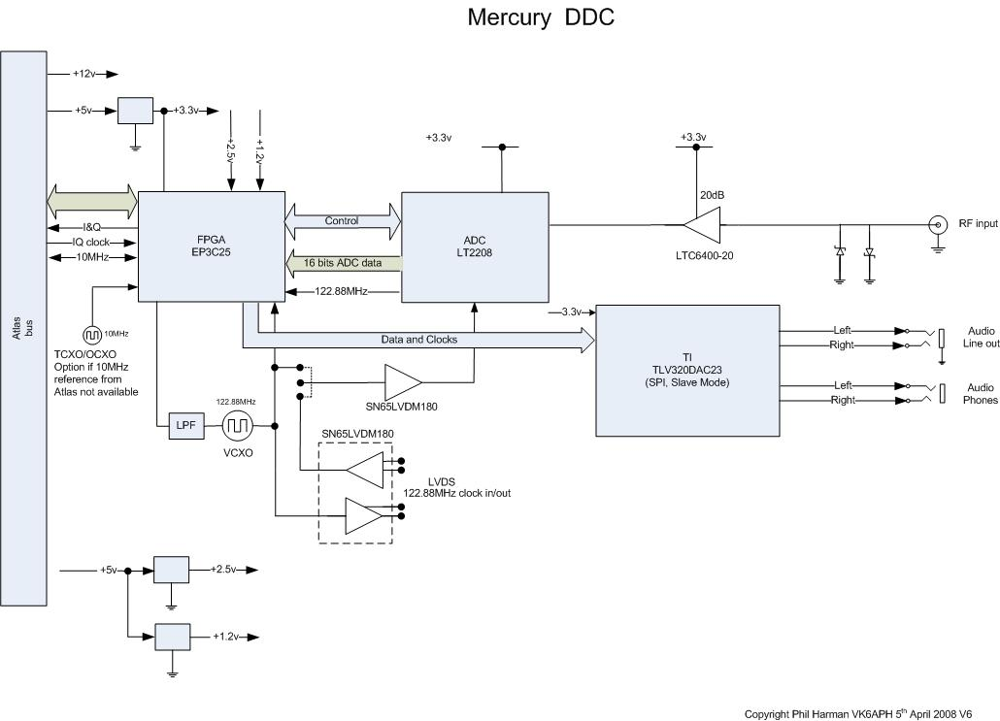 Mercury DDC
+12v
+5v
+3.3v
+2.5v
+1.2v
+3.3v
+3.3v
20dB
LTC6400-20
RF input
I&Q
IQ clock
10MHz
FPGA
EP3C25
Control
16 bits ADC data
122.88MHz
ADC
LT2208
Atlas
bus
10MHz
TCXO/OCXO
Option if 10MHz
reference from
Atlas not available
3.3v
Data and Clocks
TI
TLV320DAC23
(SPI, Slave Mode)
Left
Right
Audio
Line out
Left
Right
Audio
Phones
LPF
122.88MHz
VCXO
SN65LVDM180
SN65LVDM180
LVDS
122.88MHz clock in/out
+5v
+2.5v
+1.2v
Copyright Phil Harman VK6APH 5th April 2008 V6